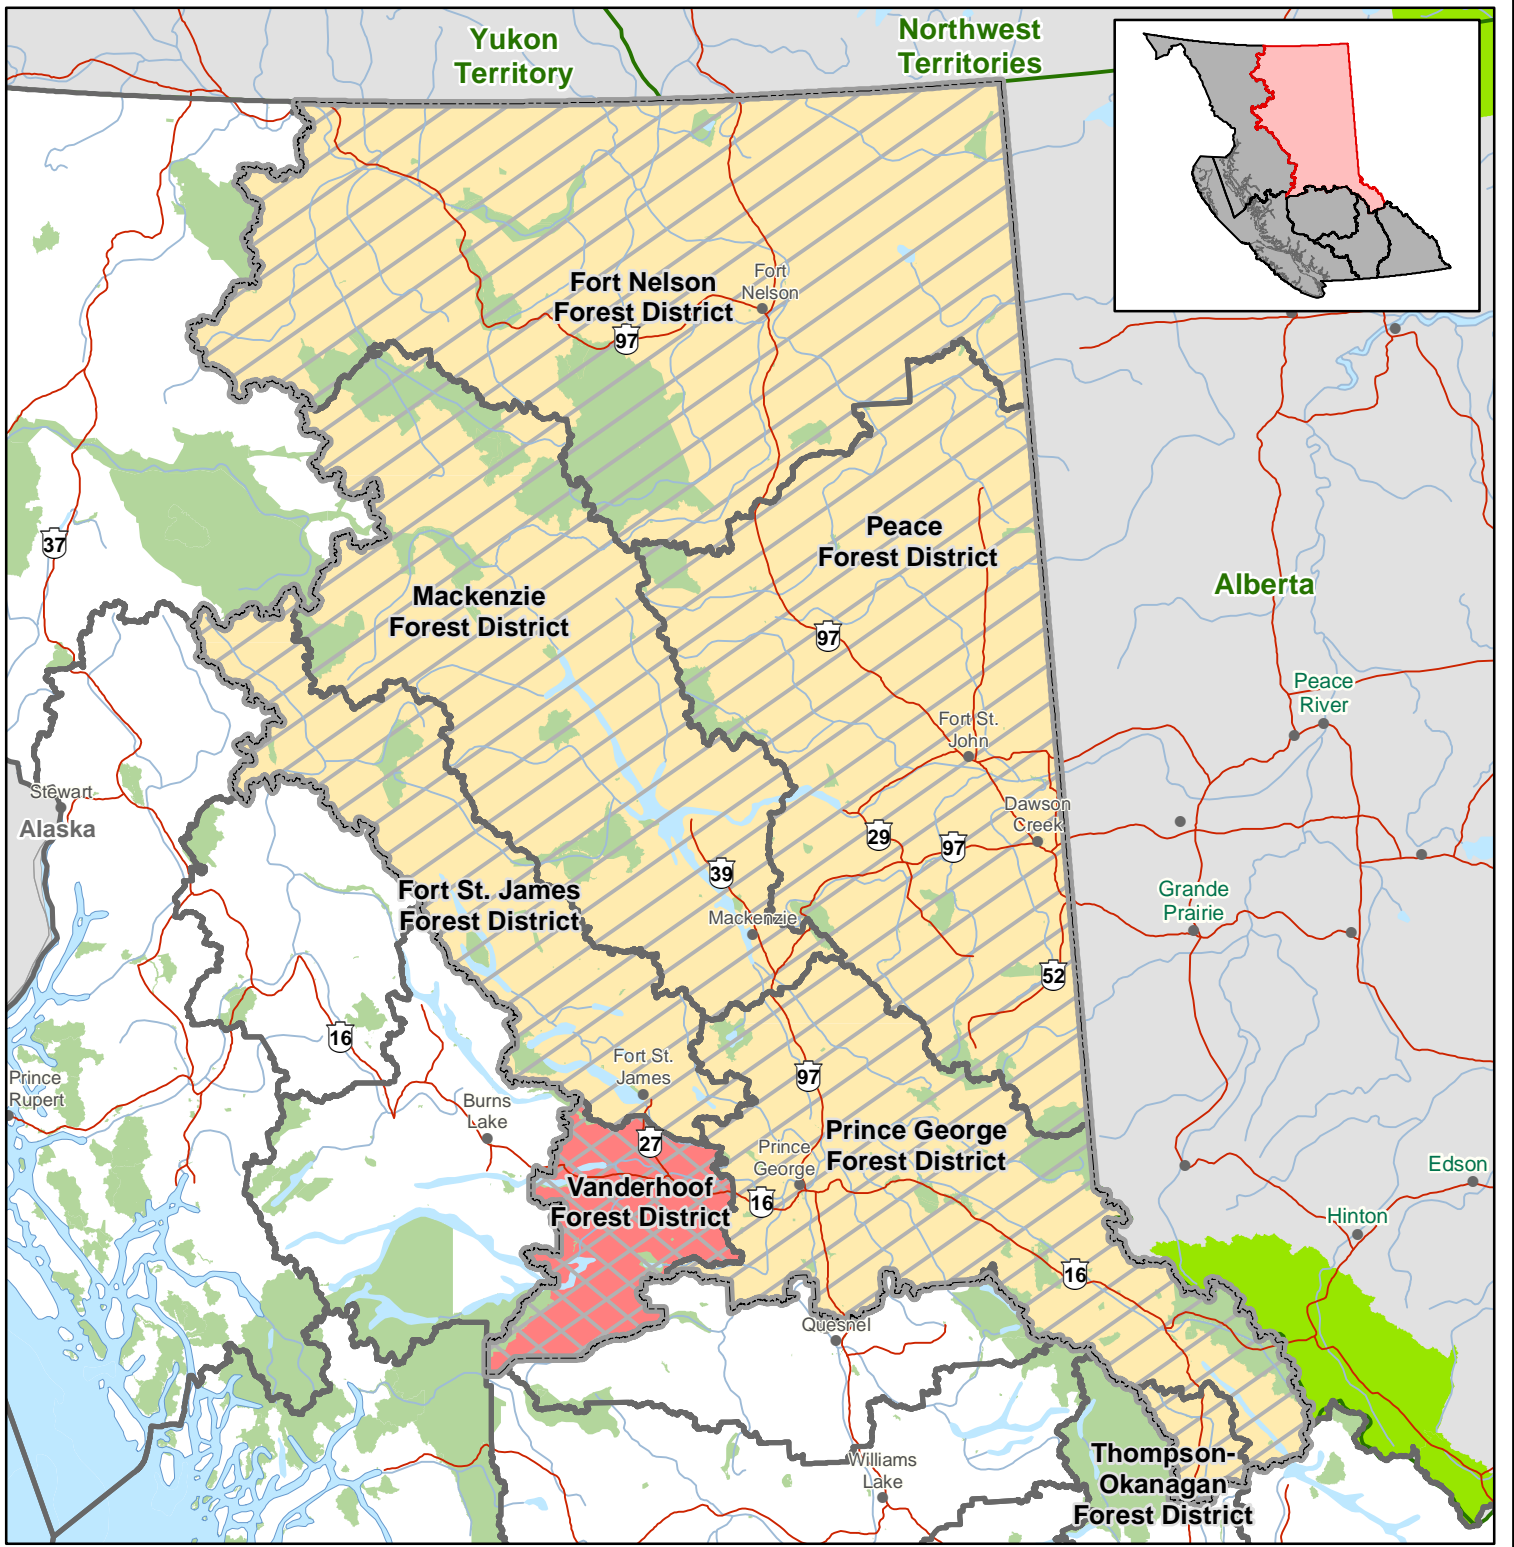 Yukon
Territory
Northwest
Territories
Fort Nelson
Forest District
Fort
Nelson
97
37
Peace
Forest District
Alberta
Mackenzie
Forest District
97
Peace
River
Fort St.
John
Stewart
Alaska
Dawson
Creek
29
97
39
Fort St. James
Forest District
Mackenzie
Grande
Prairie
52
16
Fort St.
James
97
Prince
Rupert
Burns
Lake
27
Prince
George
Prince George
Forest District
Edson
Vanderhoof
Forest District
16
Hinton
16
Quesnel
Williams
Lake
Thompson-
Okanagan
Forest District